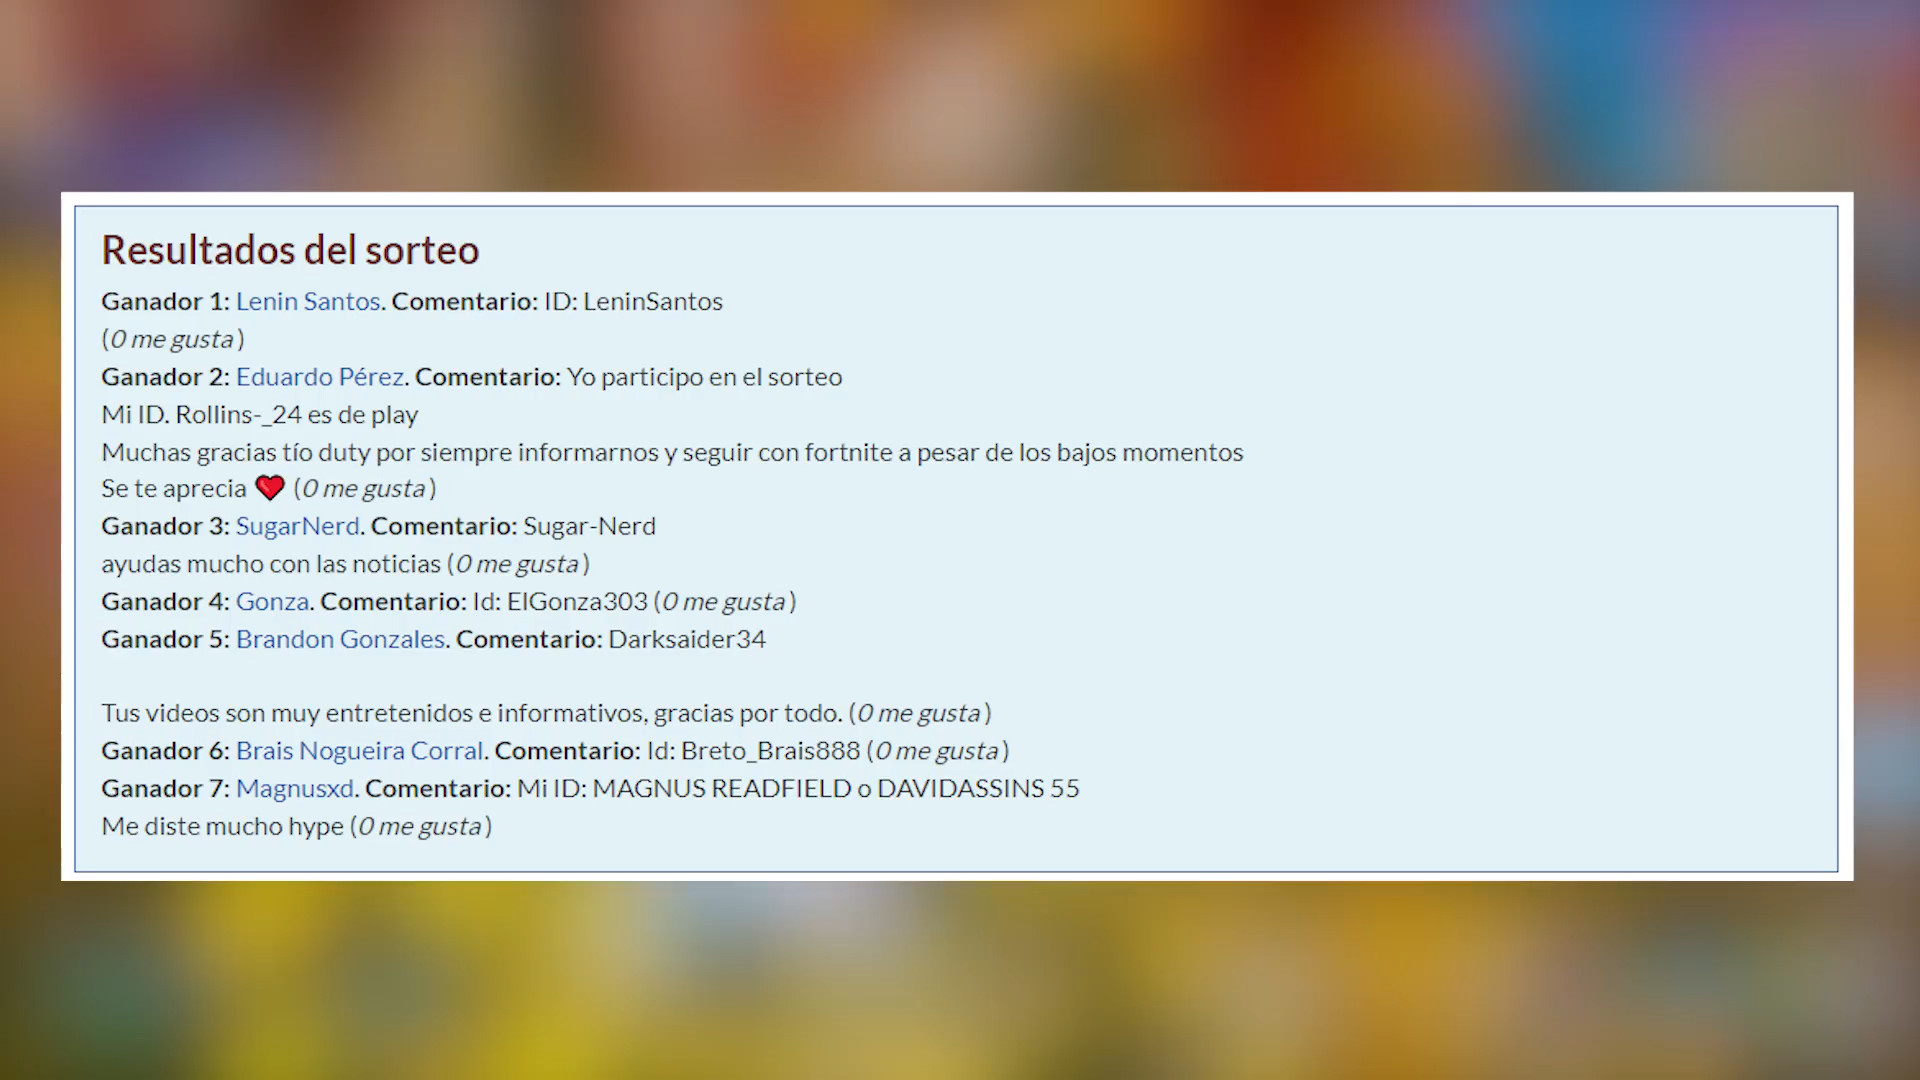 Resultados del sorteo
Ganador 1: Lenin Santos. Comentario: ID: LeninSantos
(0 me gusta)
Ganador 2: Eduardo Pérez. Comentario: Yo participo en el sorteo
Mi ID. Rollins-_24 es de play
Muchas gracias tío duty por siempre informarnos y seguir con fortnite a pesar de los bajos momentos
Se te aprecia ❤️ (0 me gusta)
Ganador 3: SugarNerd. Comentario: Sugar-Nerd
ayudas mucho con las noticias (0 me gusta)
Ganador 4: Gonza. Comentario: Id: ElGonza303 (0 me gusta)
Ganador 5: Brandon Gonzales. Comentario: Darksaider34
Tus videos son muy entretenidos e informativos, gracias por todo. (0 me gusta)
Ganador 6: Brais Nogueira Corral. Comentario: Id: Breto_Brais888 (0 me gusta)
Ganador 7: Magnusxd. Comentario: Mi ID: MAGNUS READFIELD o DAVIDASSINS 55
Me diste mucho hype (0 me gusta)